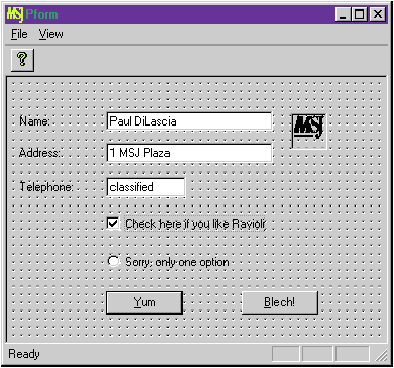 MSJ Pform
File View
?
Name: Paul DiLascia
MSJ
Address: 1 MSJ Plaza
Telephone: classified
Check here if you like Ravioli
Sorry, only one option
Yum Blech!
Ready